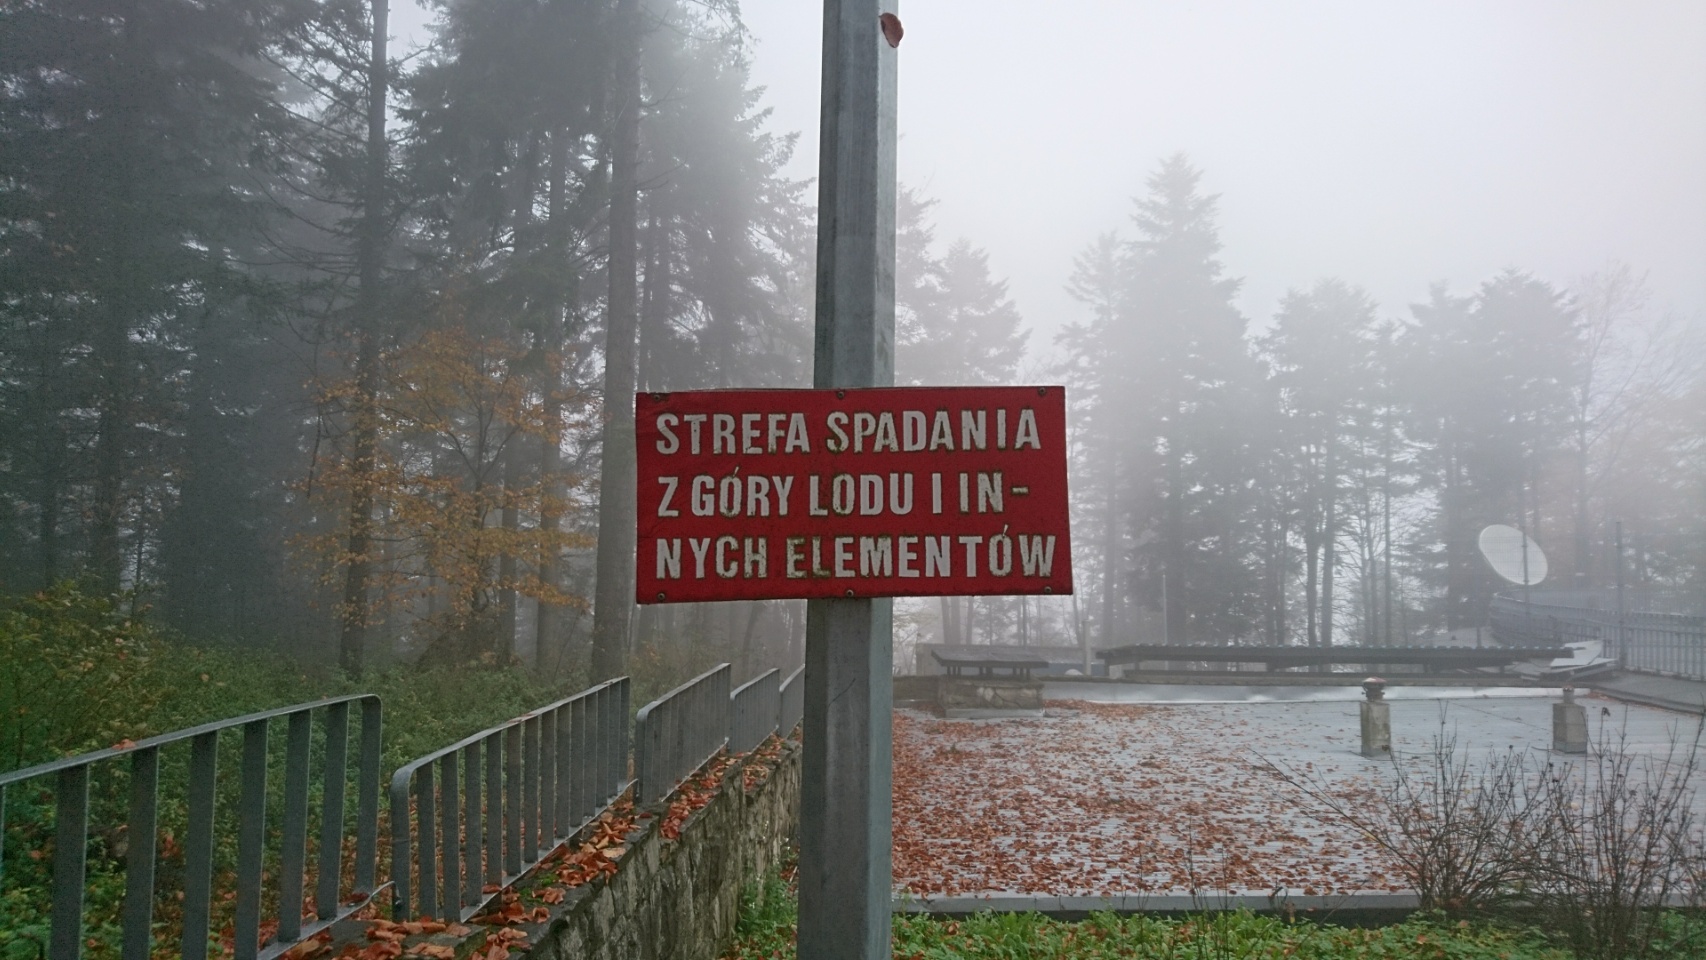 STREFA SPADANIA
Z GÓRY LODU I IN-
NYCH ELEMENTÓW